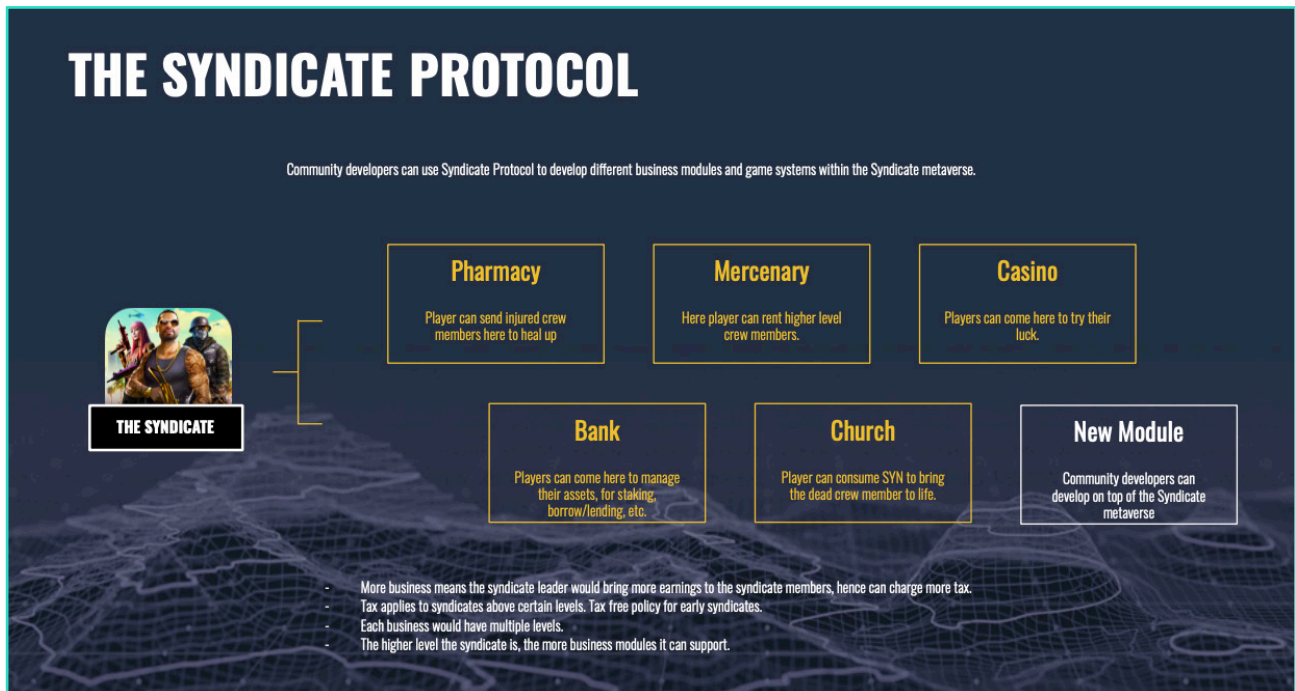 THE SYNDICATE PROTOCOL
Community developers can use Syndicate Protocol to develop different business modules and game systems within the Syndicate metaverse.
Pharmacy
Player can send injured crew
members here to heal up
Mercenary
Here player can rent higher level
crew members.
Casino
Players can come here to try their
luck.
THE SYNDICATE
Bank
Players can come here to manage
their assets, for staking,
borrow/lending, etc.
Church
Player can consume SYN to bring
the dead crew member to life.
New Module
Community developers can
develop on top of the Syndicate
metaverse
- More business means the syndicate leader would bring more earnings to the syndicate members, hence can charge more tax.
- Tax applies to syndicates above certain levels. Tax free policy for early syndicates.
- Each business would have multiple levels.
- The higher level the syndicate is, the more business modules it can support.